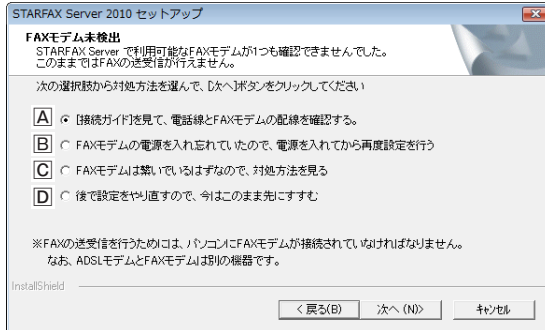 STARFAX Server 2010 セットアップ
FAXモデム未検出
STARFAX Server で利用可能なFAXモデムが1つも確認できませんでした。
このままではFAXの送受信が行えません。
次の選択肢から対処方法を選んで、[次へ]ボタンをクリックしてください
A [接続ガイド]を見て、電話線とFAXモデムの配線を確認する。
B FAXモデムの電源を入れ忘れていたので、電源を入れてから再度設定を行う
C FAXモデムは繋いでいるはずなので、対処方法を見る
D 後で設定をやり直すので、今はこのまま先にすすむ
※FAXの送受信を行うためには、パソコンにFAXモデムが接続されていなければなりません。
なお、ADSLモデムとFAXモデムは別の機器です。
InstallShield
< 戻る(B) 次へ (N)> キャンセル